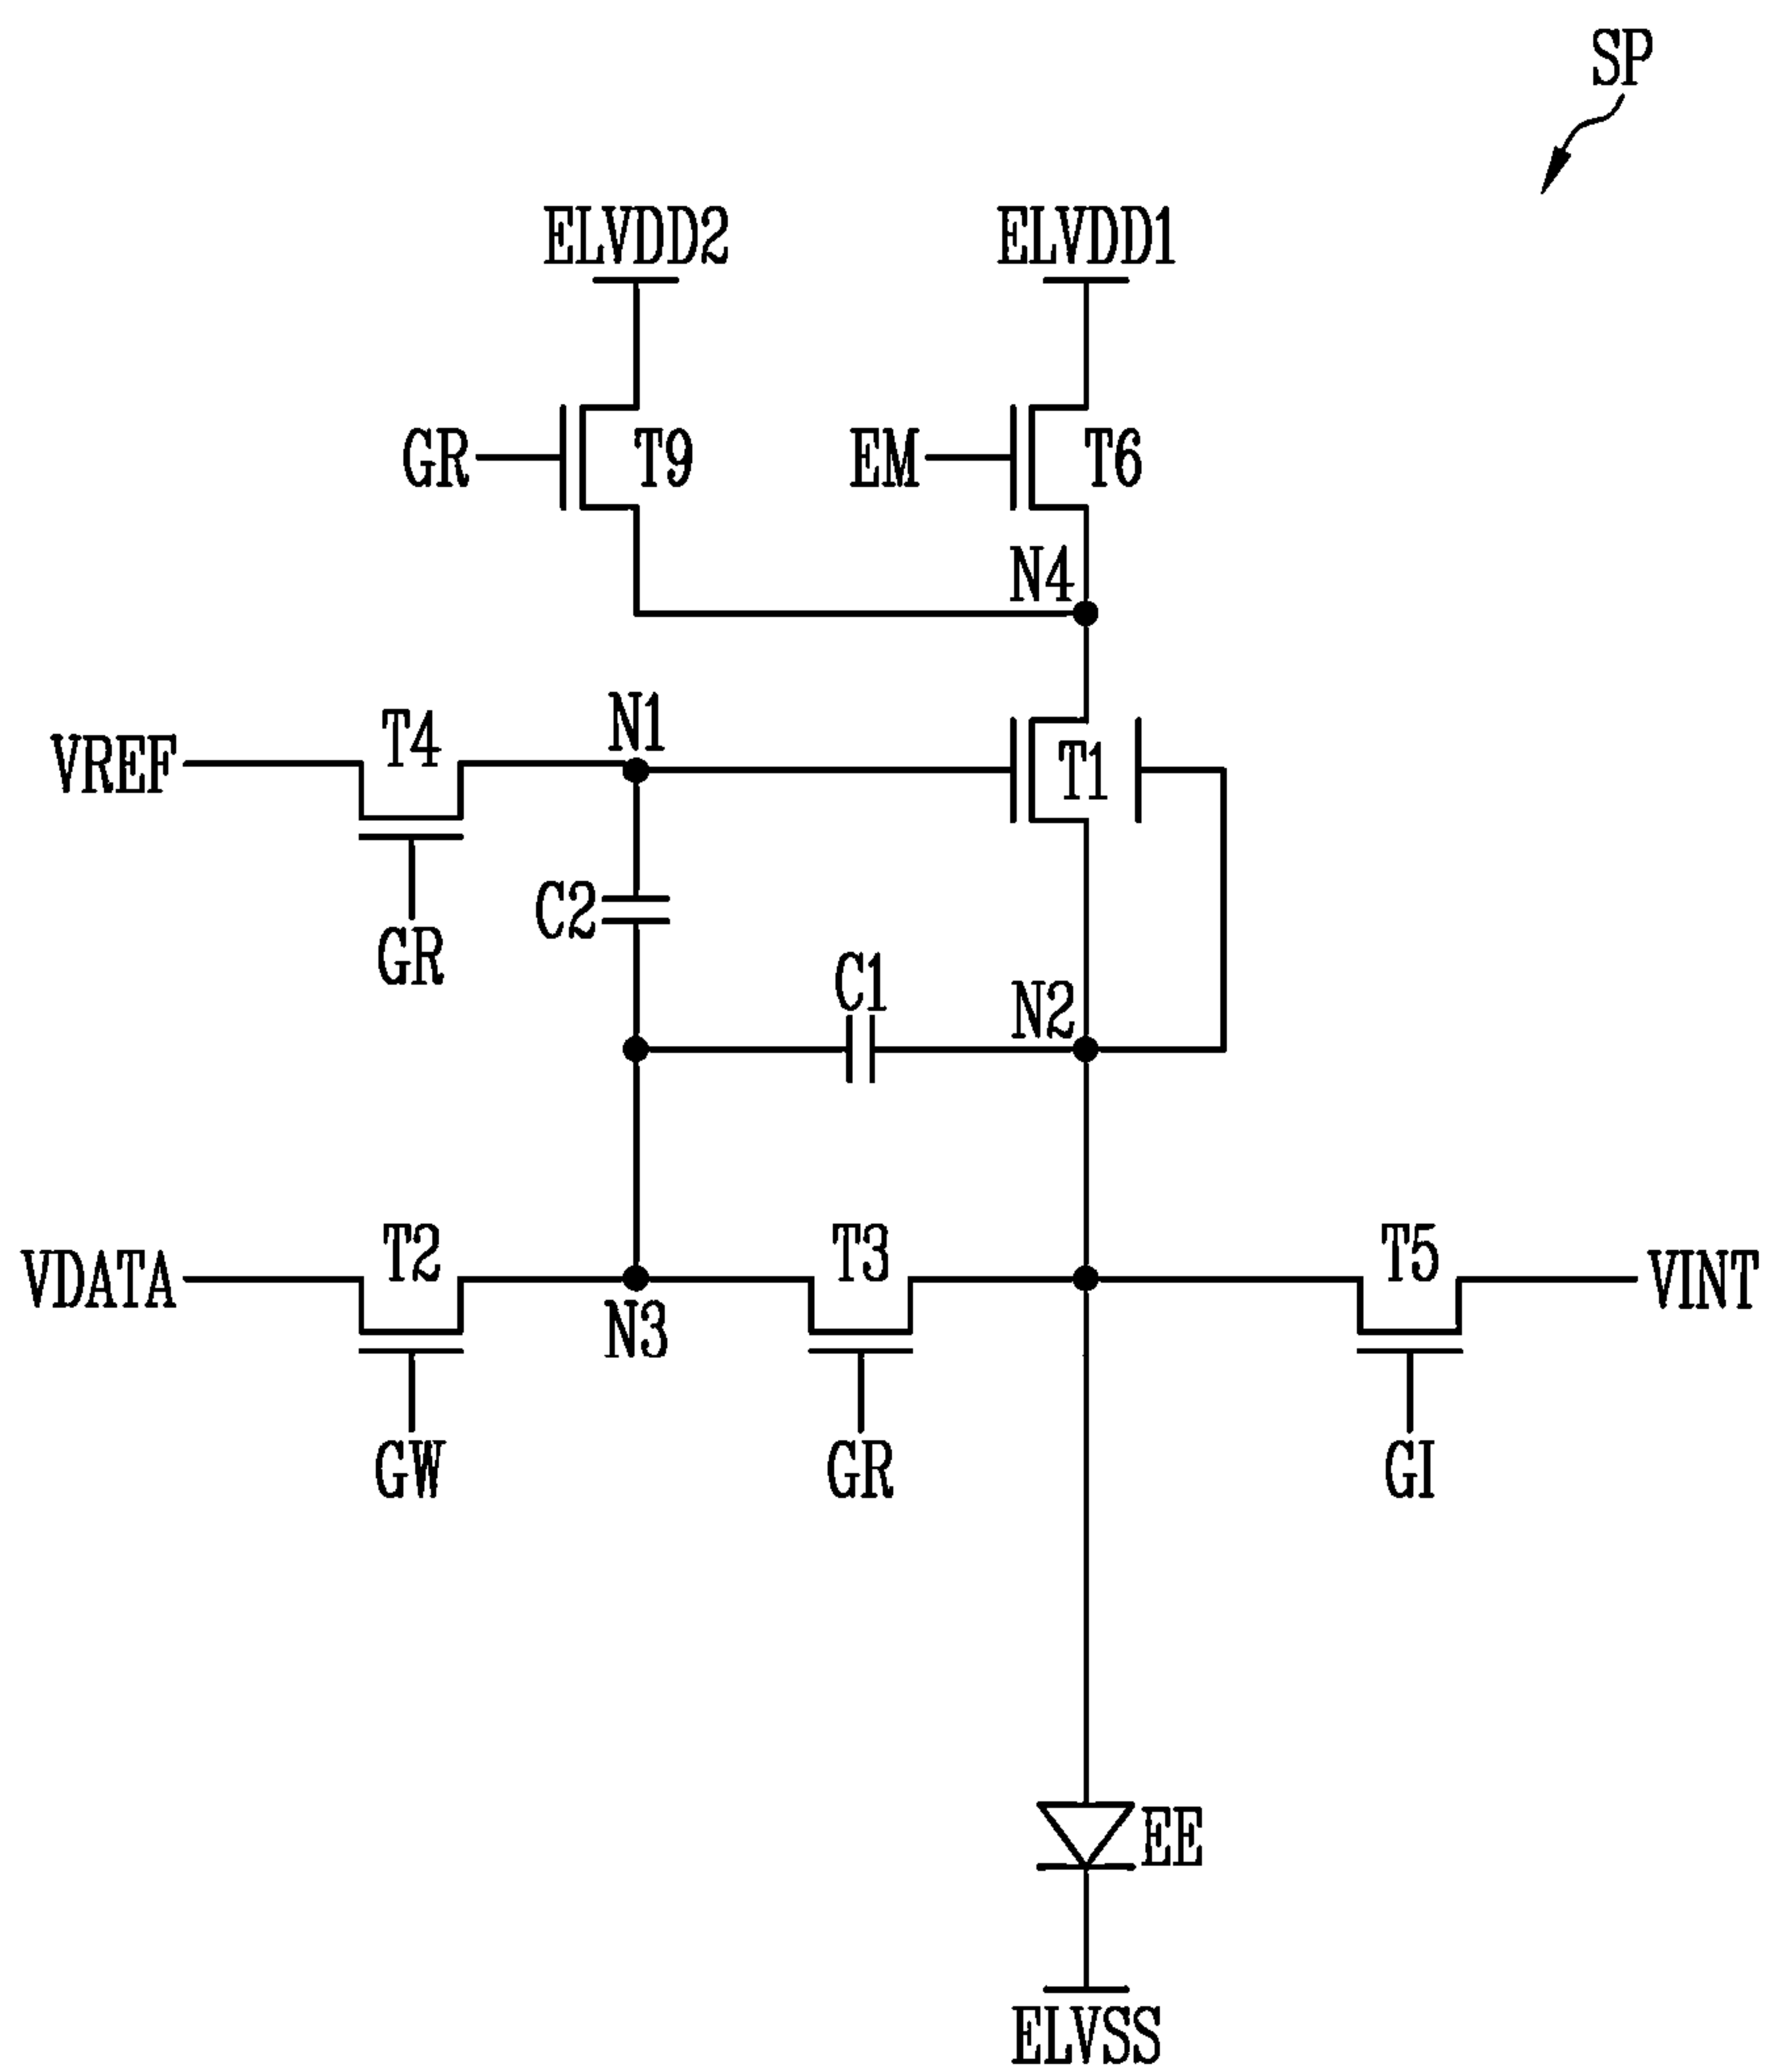 SP
ELVDD2 ELVDD1
GR T9 EM T6
N4
VREF T4 N1 T1
C2
GR C1 N2
VDATA T2 T3 T5 VINT
N3
GW GR GI
EE
ELVSS